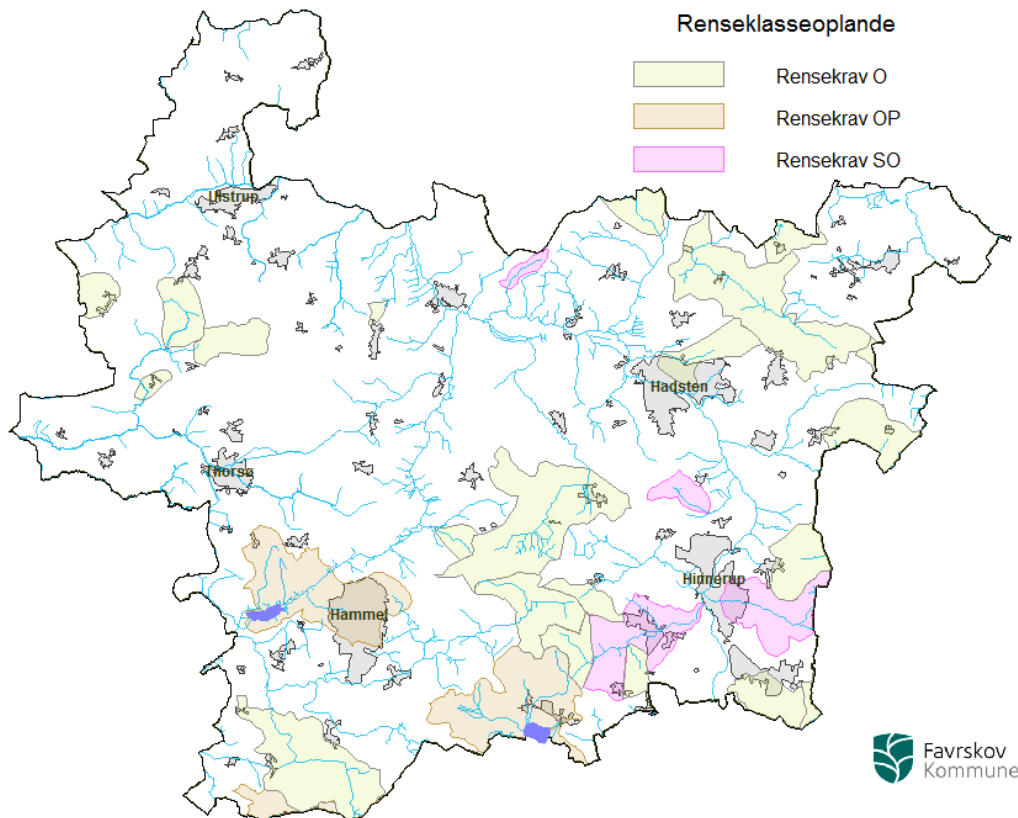 Renseklasseoplande
Rensekrav O
Rensekrav OP
Rensekrav SO
Ulstrup
Hadsten
Thorsø
Hinnerup
Hammel
Favrskov
Kommune